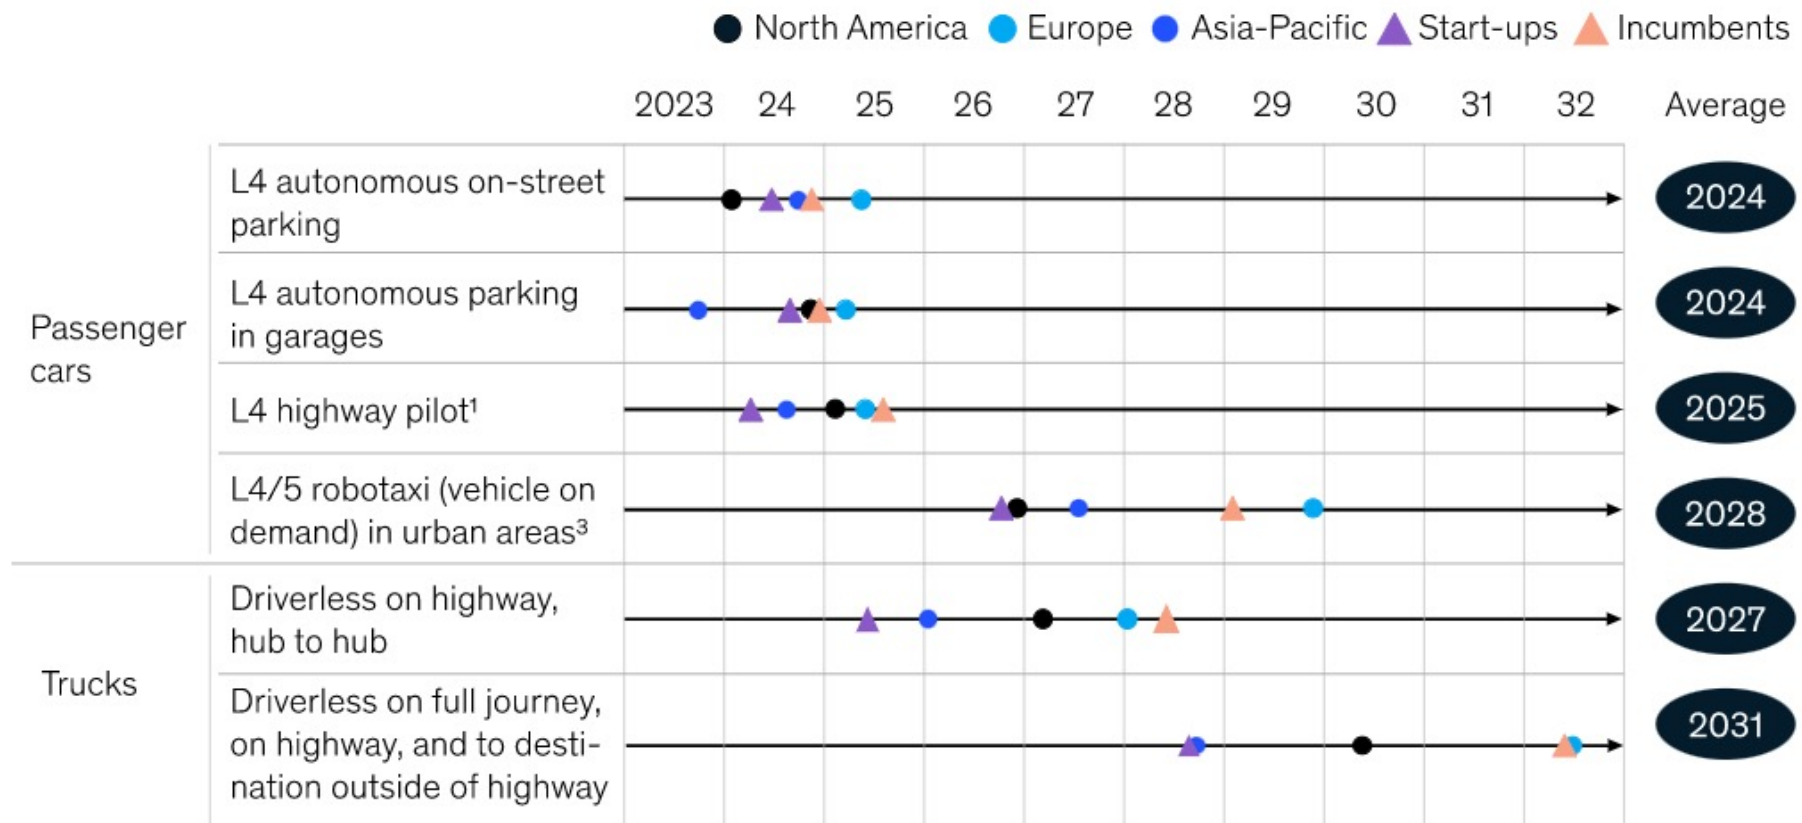 North America Europe Asia-Pacific Start-ups Incumbents
2023 24 25 26 27 28 29 30 31 32 Average
Passenger
cars
L4 autonomous on-street
parking
2024
L4 autonomous parking
in garages
2024
L4 highway pilot¹
2025
L4/5 robotaxi (vehicle on
demand) in urban areas³
2028
Trucks
Driverless on highway,
hub to hub
2027
Driverless on full journey,
on highway, and to desti-
nation outside of highway
2031